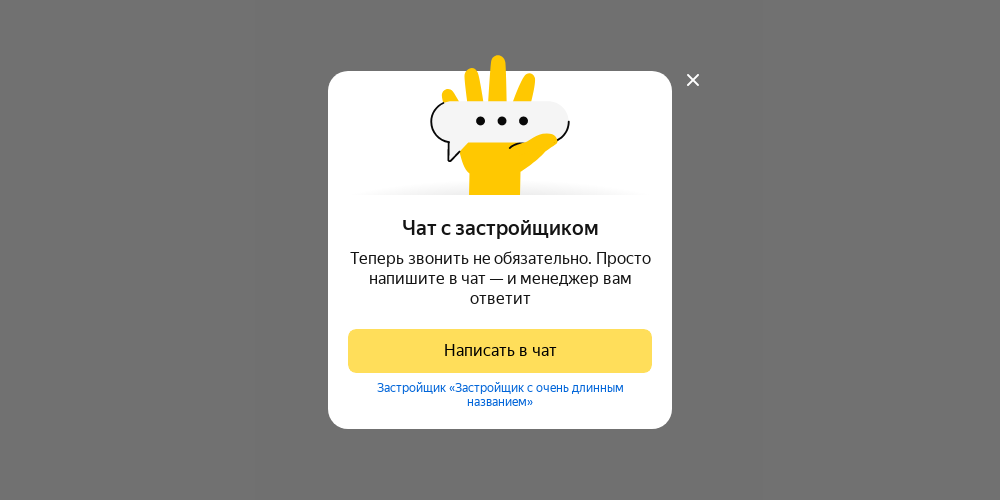 Чат с застройщиком
Теперь звонить не обязательно. Просто
напишите в чат — и менеджер вам
ответит
Написать в чат
Застройщик «Застройщик с очень длинным
названием»